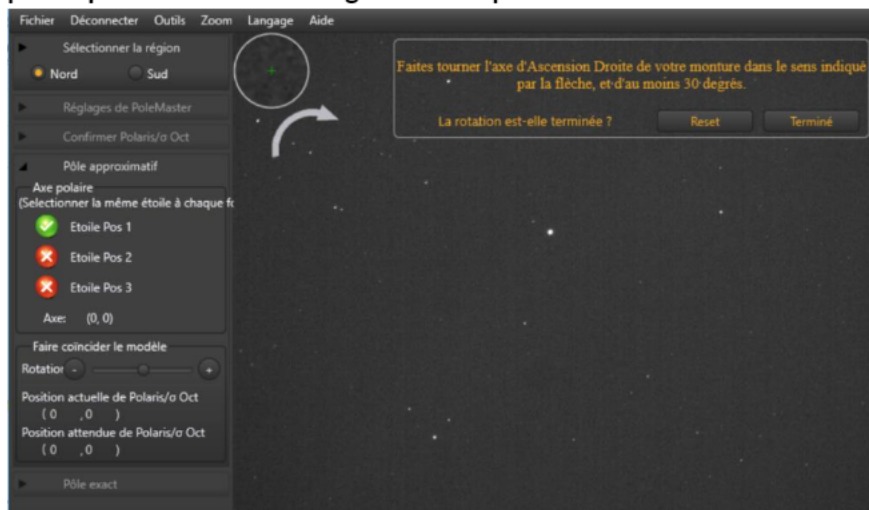 Fichier Déconnecter Outils Zoom Langage Aide
Sélectionner la région
Nord Sud
Réglages de PoleMaster
Confirmer Polaris/σ Oct
Pôle approximatif
Axe polaire
(Selectionner la même étoile à chaque fo
Etoile Pos 1
Etoile Pos 2
Etoile Pos 3
Axe: (0, 0)
Faire coïncider le modèle
Rotation - +
Position actuelle de Polaris/σ Oct
( 0 ,0 )
Position attendue de Polaris/σ Oct
( 0 ,0 )
Pôle exact
Faites tourner l'axe d'Ascension Droite de votre monture dans le sens indiqué
par la flèche, et d'au moins 30 degrés.
La rotation est-elle terminée ? Reset Terminé